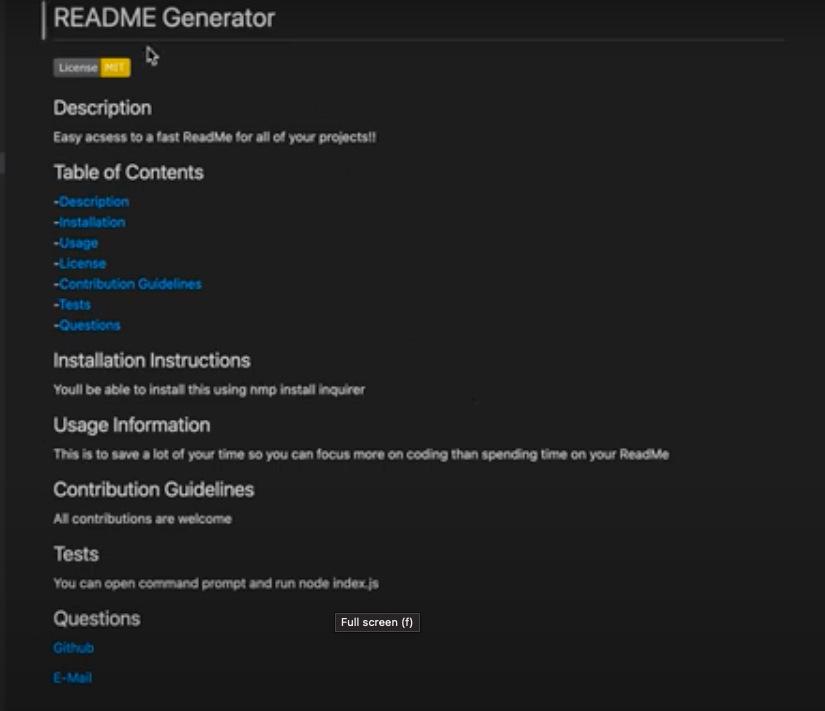 README Generator
License MIT
Description
Easy acsess to a fast ReadMe for all of your projects!!
Table of Contents
-Description
-Installation
-Usage
-License
-Contribution Guidelines
-Tests
-Questions
Installation Instructions
Youll be able to install this using nmp install inquirer
Usage Information
This is to save a lot of your time so you can focus more on coding than spending time on your ReadMe
Contribution Guidelines
All contributions are welcome
Tests
You can open command prompt and run node index.js
Questions
Full screen (f)
Github
E-Mail